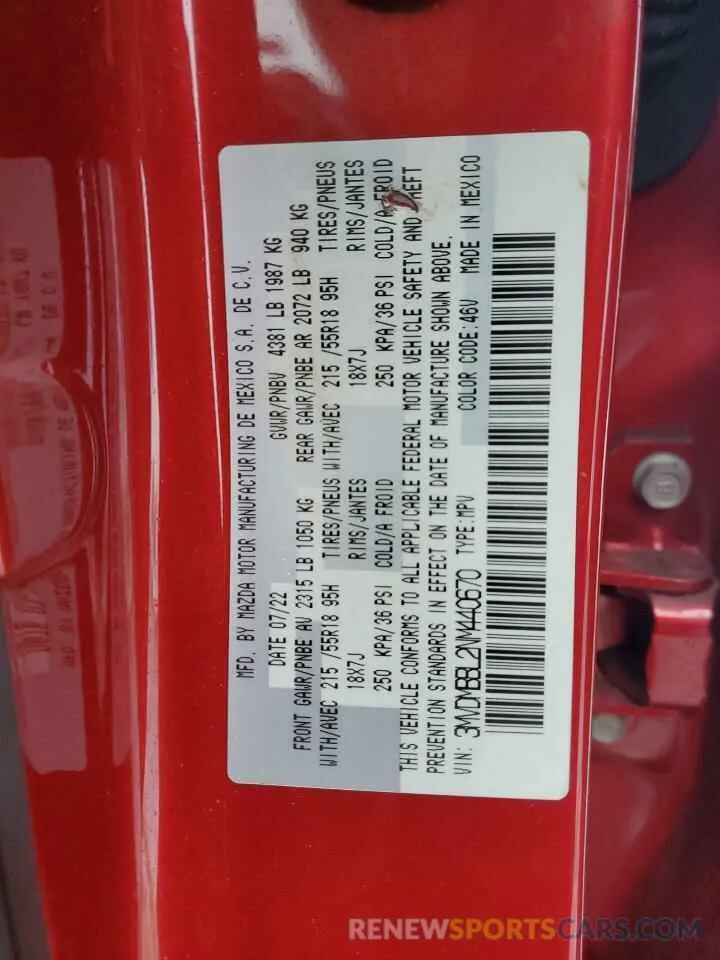 MFD. BY MAZDA MOTOR MANUFACTURING DE MEXICO S.A. DE C.V.
DATE 07/22 GVWR/PNBV 4381 LB 1987 KG
FRONT GAWR/PNBE AV 2315 LB 1050 KG REAR GAWR/PNBE AR 2072 LB 940 KG
WITH/AVEC 215 /55R18 95H TIRES/PNEUS WITH/AVEC 215 /55R18 95H TIRES/PNEUS
18X7J RIMS/JANTES 18X7J RIMS/JANTES
250 KPA/36 PSI COLD/A FROID 250 KPA/36 PSI COLD/A FROID
THIS VEHICLE CONFORMS TO ALL APPLICABLE FEDERAL MOTOR VEHICLE SAFETY AND THEFT
PREVENTION STANDARDS IN EFFECT ON THE DATE OF MANUFACTURE SHOWN ABOVE.
VIN: 3MVDMBBL2NM440670 TYPE:MPV COLOR CODE:46V MADE IN MEXICO
RENEWSPORTSCARS.COM